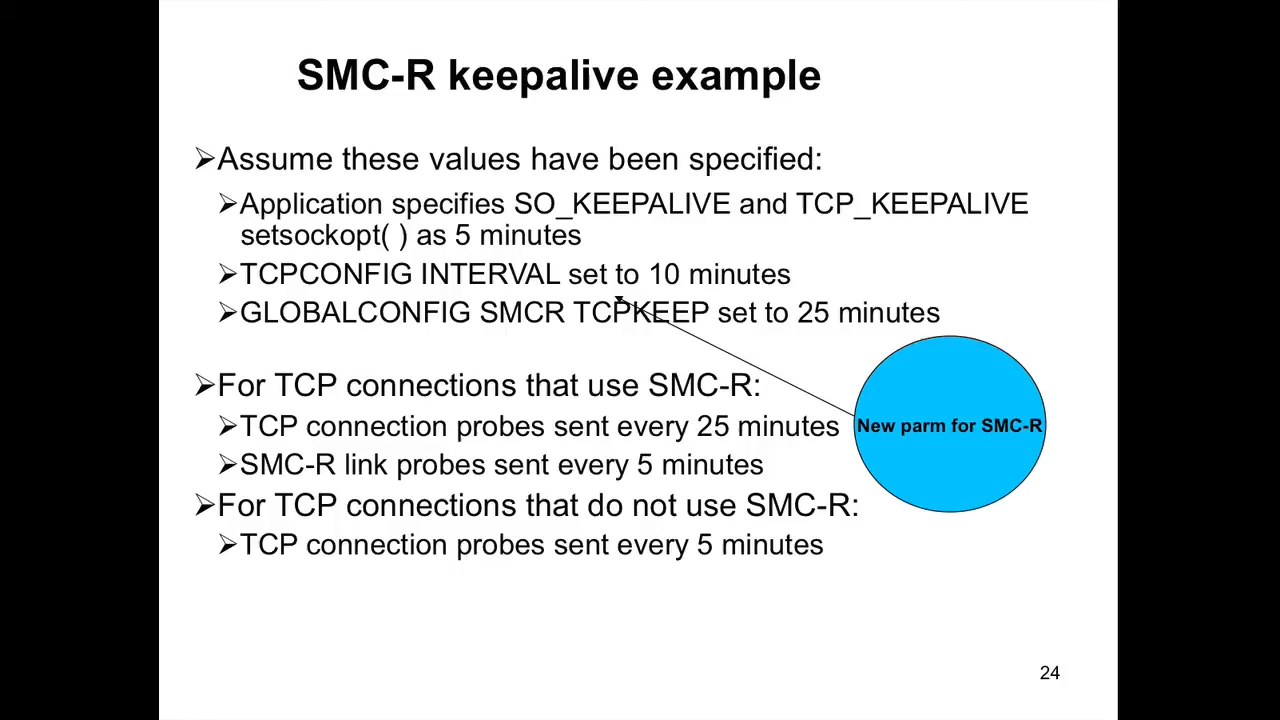 SMC-R keepalive example
➢Assume these values have been specified:
➢Application specifies SO_KEEPALIVE and TCP_KEEPALIVE
setsockopt( ) as 5 minutes
➢TCPCONFIG INTERVAL set to 10 minutes
➢GLOBALCONFIG SMCR TCPKEEP set to 25 minutes
➢For TCP connections that use SMC-R:
➢TCP connection probes sent every 25 minutes
New parm for SMC-R
➢SMC-R link probes sent every 5 minutes
➢For TCP connections that do not use SMC-R:
➢TCP connection probes sent every 5 minutes
24